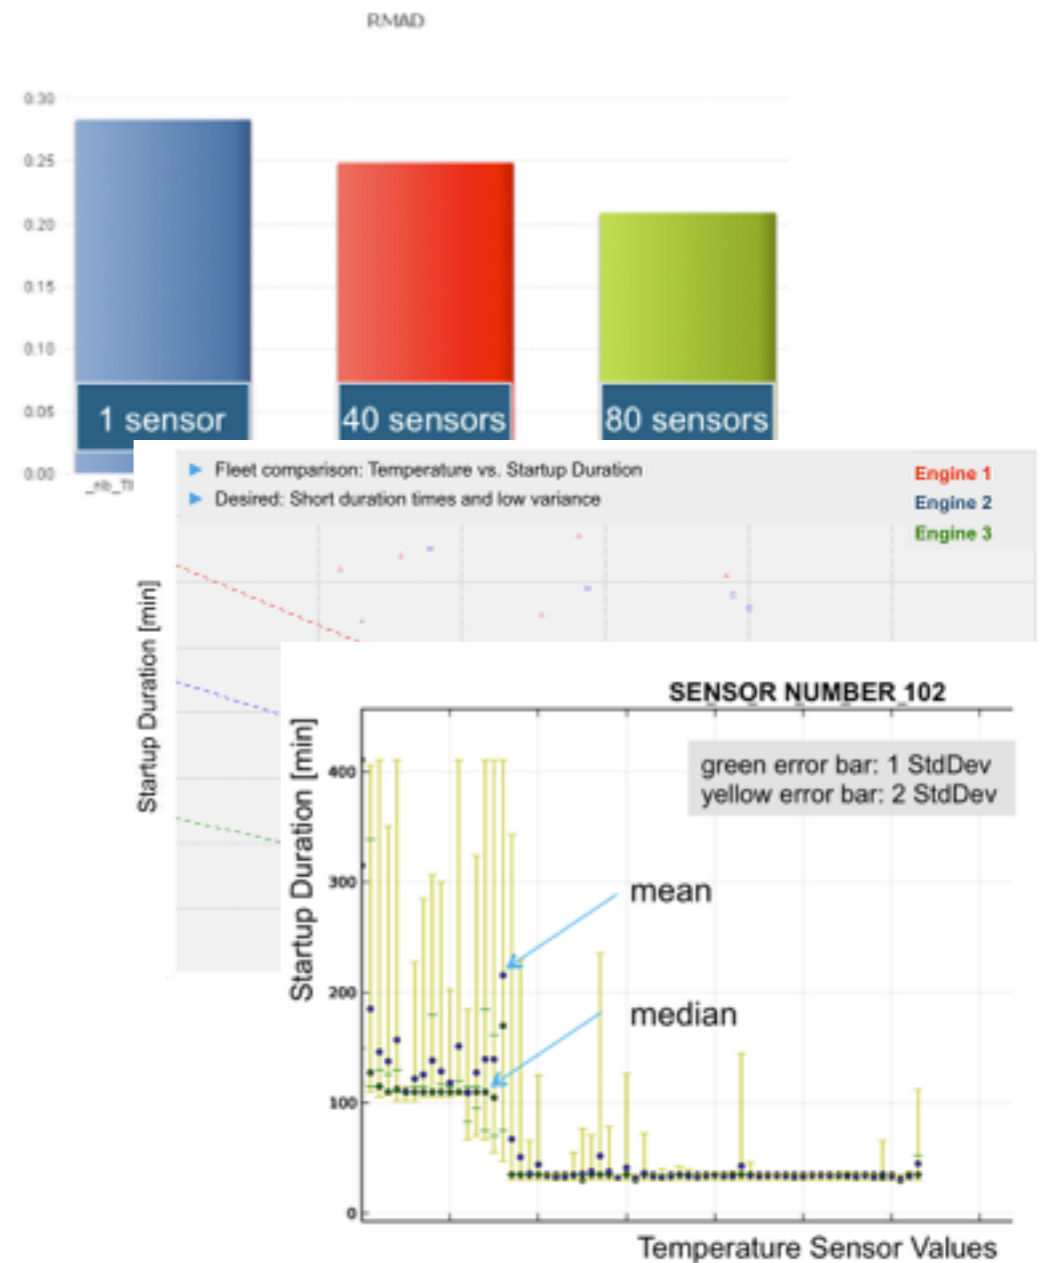 RMAD
0.30
0.25
0.20
0.15
0.10
0.05
0.00
1 sensor
40 sensors
80 sensors
Fleet comparison: Temperature vs. Startup Duration
Desired: Short duration times and low variance
Engine 1
Engine 2
Engine 3
Startup Duration [min]
SENSOR NUMBER_102
green error bar: 1 StdDev
yellow error bar: 2 StdDev
Startup Duration [min]
400
300
200
100
0
mean
median
Temperature Sensor Values